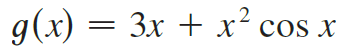 g(x) = 3x + x² cos x